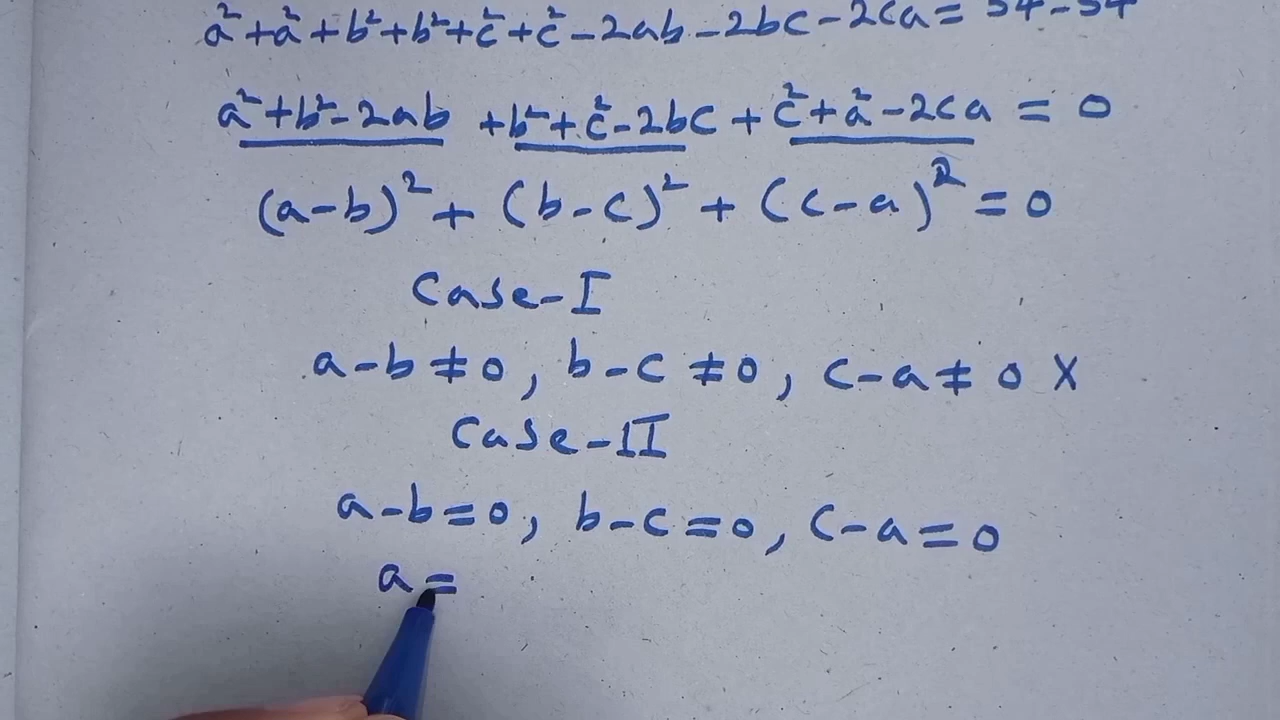 a²+a²+b²+b²+c²+c²-2ab-2bc-2ca=54-54
a²+b²-2ab+b²+c²-2bc+c²+a²-2ca=0
(a-b)²+(b-c)²+(c-a)²=0
Case-I
a-b≠0, b-c≠0, c-a≠0 X
Case-II
a-b=0, b-c=0, c-a=0
a=